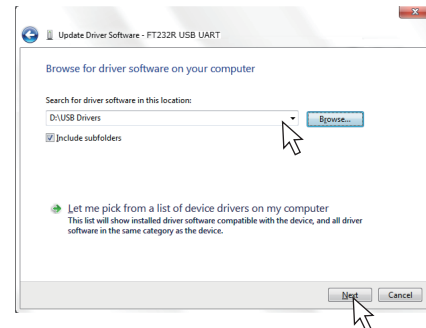 Update Driver Software - FT232R USB UART
Browse for driver software on your computer
Search for driver software in this location:
D:\USB Drivers
Browse...
Include subfolders
Let me pick from a list of device drivers on my computer
This list will show installed driver software compatible with the device, and all driver
software in the same category as the device.
Next Cancel